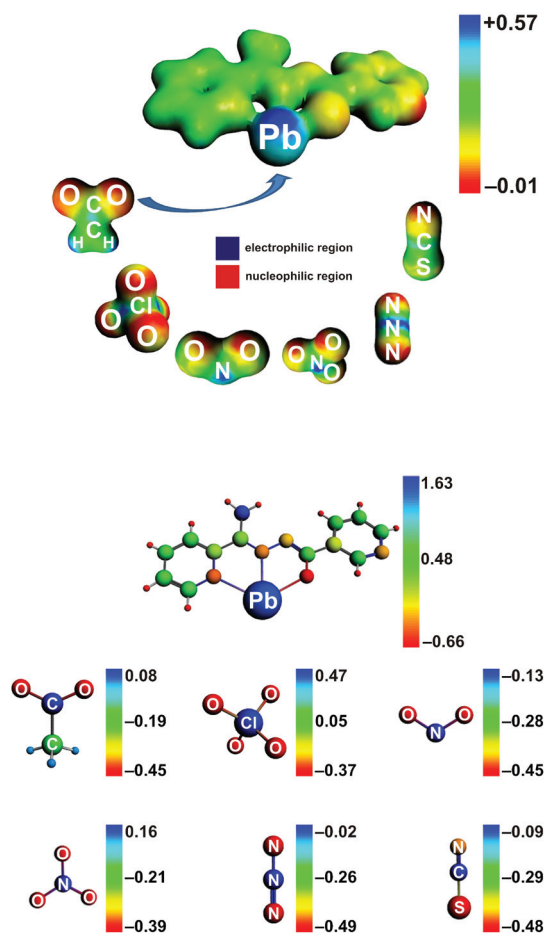 +0.57
Pb
−0.01
O O
C
C
H H
electrophilic region
nucleophilic region
N
C
S
O
Cl
O
O
O O
N
O
O N
O
N
N
N
1.63
0.48
−0.66
Pb
O O
C
C
0.08
−0.19
−0.45
O O
Cl
O O
0.47
0.05
−0.37
O O
N
−0.13
−0.28
−0.45
O
N
O O
0.16
−0.21
−0.39
N
N
N
−0.02
−0.26
−0.49
N
C
S
−0.09
−0.29
−0.48